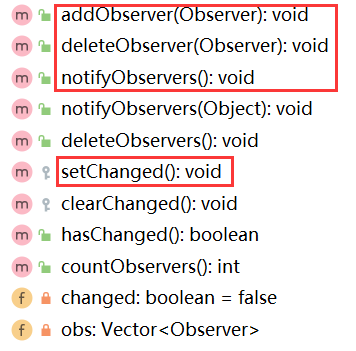 m addObserver(Observer): void
m deleteObserver(Observer): void
m notifyObservers(): void
m notifyObservers(Object): void
m deleteObservers(): void
m setChanged(): void
m clearChanged(): void
m hasChanged(): boolean
m countObservers(): int
f changed: boolean = false
f obs: Vector<Observer>